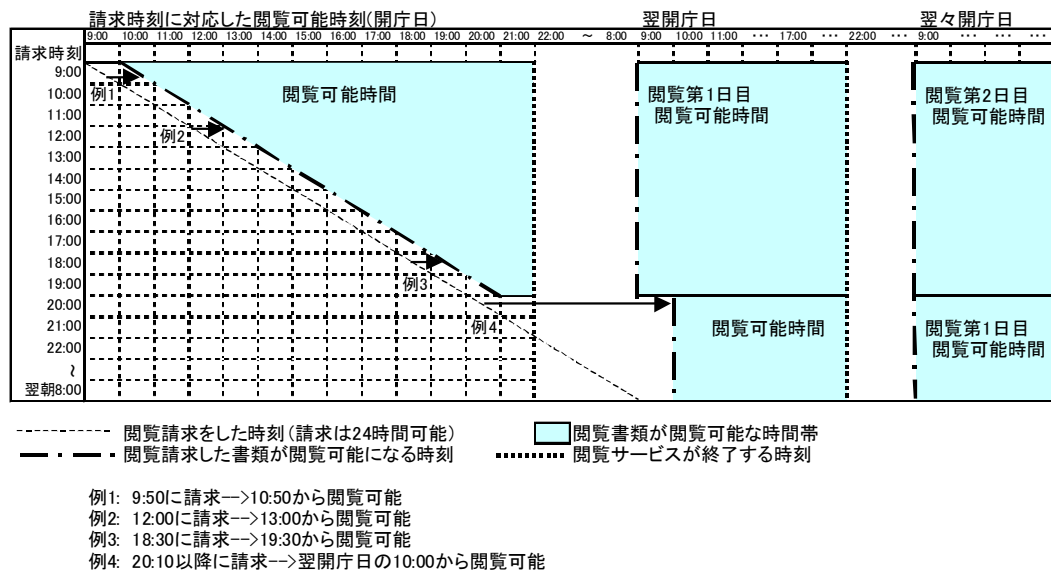 請求時刻に対応した閲覧可能時刻(開庁日) 翌開庁日 翌々開庁日
9:00 10:00 11:00 12:00 13:00 14:00 15:00 16:00 17:00 18:00 19:00 20:00 21:00 22:00 ～ 8:00 9:00 10:00 11:00 … 17:00 … 22:00 … 9:00 … … …
請求時刻
9:00
10:00
11:00
12:00
13:00
14:00
15:00
16:00
17:00
18:00
19:00
20:00
21:00
22:00
～
翌朝8:00
例1
例2
例3
例4
閲覧可能時間
閲覧第1日目
閲覧可能時間
閲覧第2日目
閲覧可能時間
閲覧可能時間
閲覧第1日目
閲覧可能時間
閲覧請求をした時刻(請求は24時間可能) 閲覧書類が閲覧可能な時間帯
閲覧請求した書類が閲覧可能になる時刻 閲覧サービスが終了する時刻
例1: 9:50に請求-->10:50から閲覧可能
例2: 12:00に請求-->13:00から閲覧可能
例3: 18:30に請求-->19:30から閲覧可能
例4: 20:10以降に請求-->翌開庁日の10:00から閲覧可能